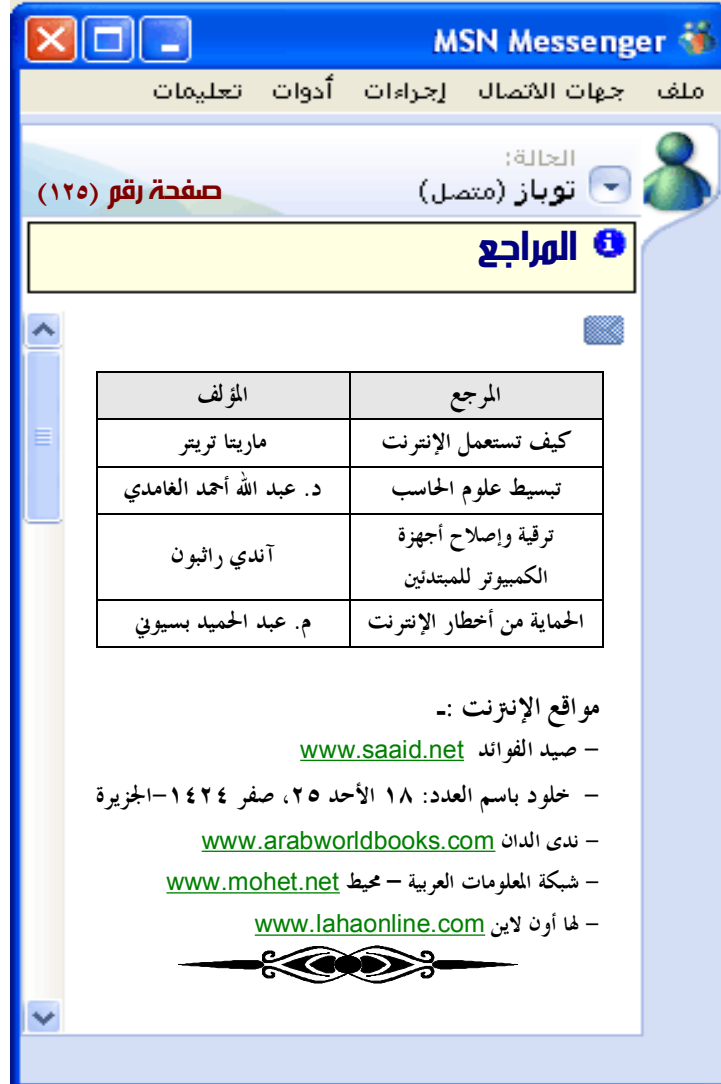 MSN Messenger
ملف جهات الاتصال إجراءات أدوات تعليمات
الحالة:
توباز (متصل)
صفحة رقم (١٢٥)
المراجع
المرجع المؤلف
كيف تستعمل الإنترنت ماريتا تريتر
تبسيط علوم الحاسب د. عبد الله أحمد الغامدي
ترقية وإصلاح أجهزة
الكمبيوتر للمبتدئين آندي راثبون
الحماية من أخطار الإنترنت م. عبد الحميد بسيوني
مواقع الإنترنت :ـ
– صيد الفوائد www.saaid.net
– خلود باسم العدد: ١٨ الأحد ٢٥، صفر ١٤٢٤–الجزيرة
– ندى الدان www.arabworldbooks.com
– شبكة المعلومات العربية – محيط www.mohet.net
– لها أون لاين www.lahaonline.com